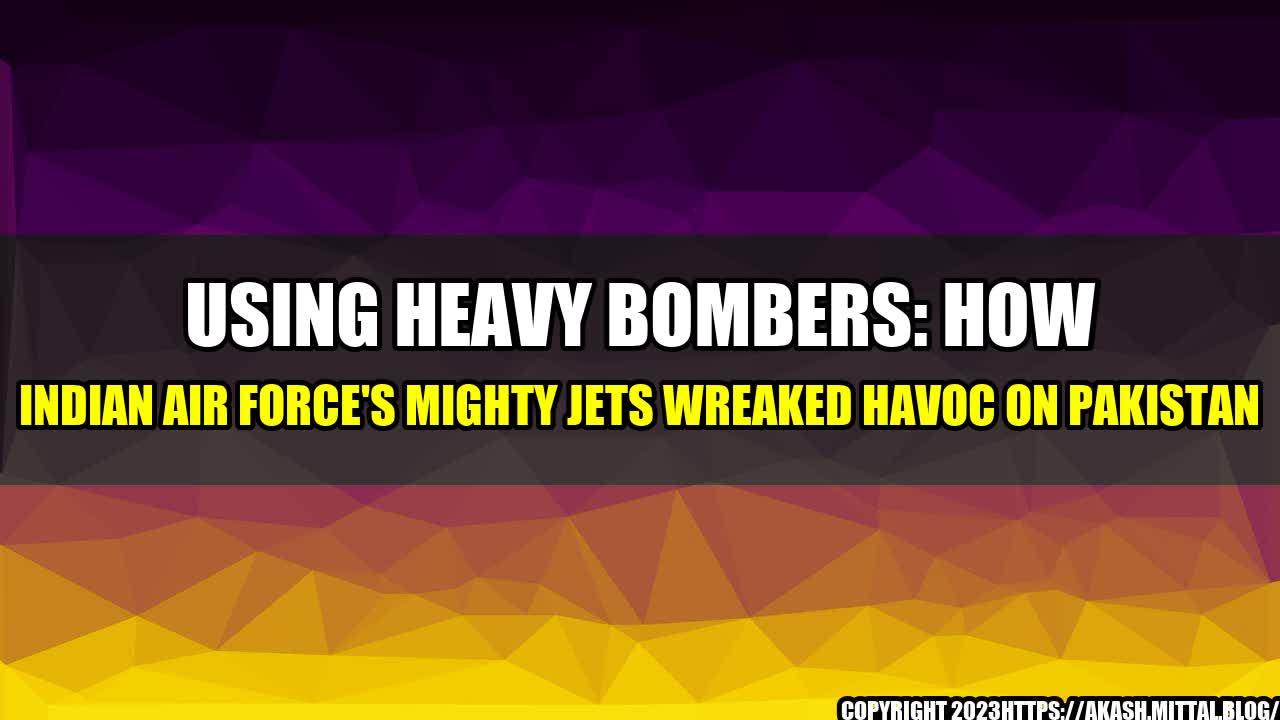 USING HEAVY BOMBERS: HOW
INDIAN AIR FORCE'S MIGHTY JETS WREAKED HAVOC ON PAKISTAN
COPYRIGHT 2023HTTPS://AKASH.MITTAL.BLOG/